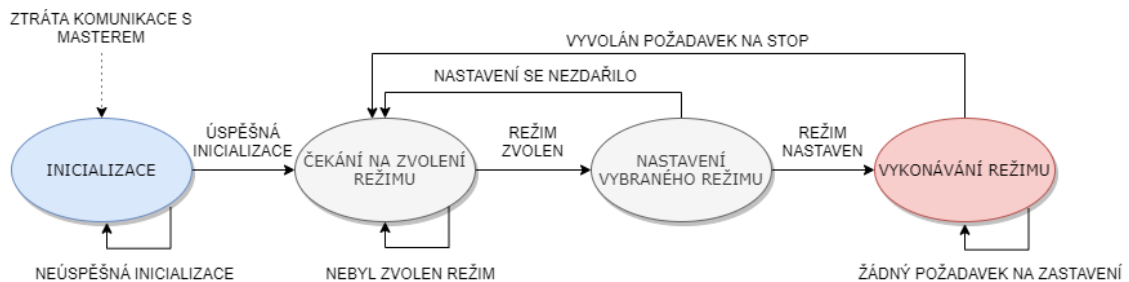 ZTRÁTA KOMUNIKACE S
MASTEREM
VYVOLÁN POŽADAVEK NA STOP
NASTAVENÍ SE NEZDAŘILO
ÚSPĚŠNÁ
INICIALIZACE
REŽIM
ZVOLEN
REŽIM
NASTAVEN
INICIALIZACE
ČEKÁNÍ NA ZVOLENÍ
REŽIMU
NASTAVENÍ
VYBRANÉHO REŽIMU
VYKONÁVÁNÍ REŽIMU
NEÚSPĚŠNÁ INICIALIZACE
NEBYL ZVOLEN REŽIM
ŽÁDNÝ POŽADAVEK NA ZASTAVENÍ